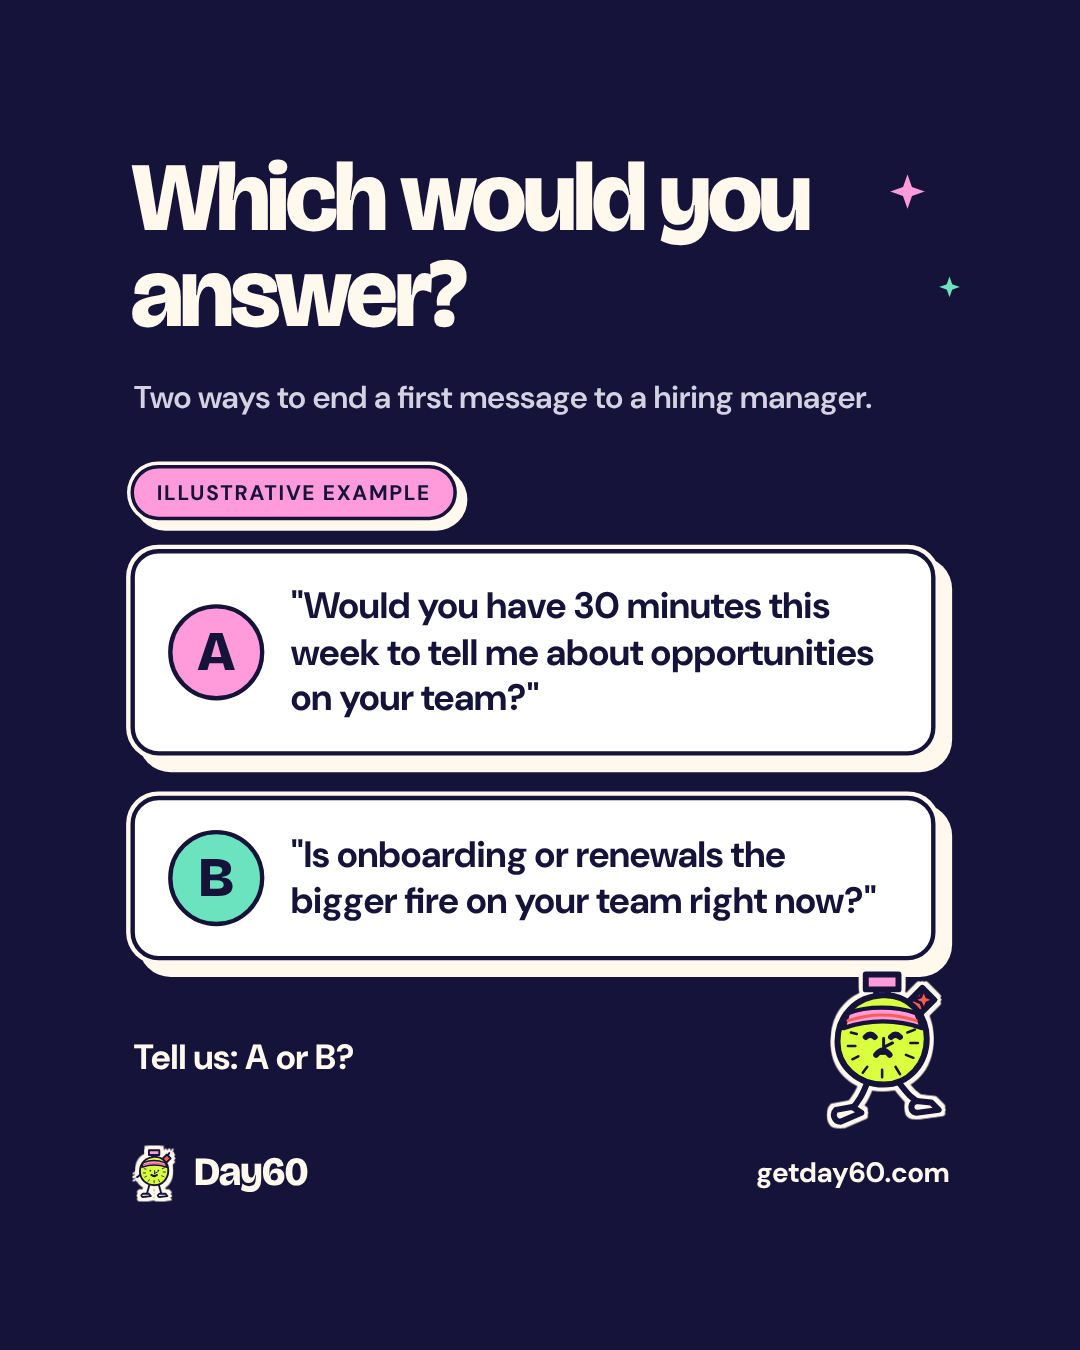 Which would you
answer?
Two ways to end a first message to a hiring manager.
ILLUSTRATIVE EXAMPLE
A
"Would you have 30 minutes this
week to tell me about opportunities
on your team?"
B
"Is onboarding or renewals the
bigger fire on your team right now?"
Tell us: A or B?
Day60
getday60.com